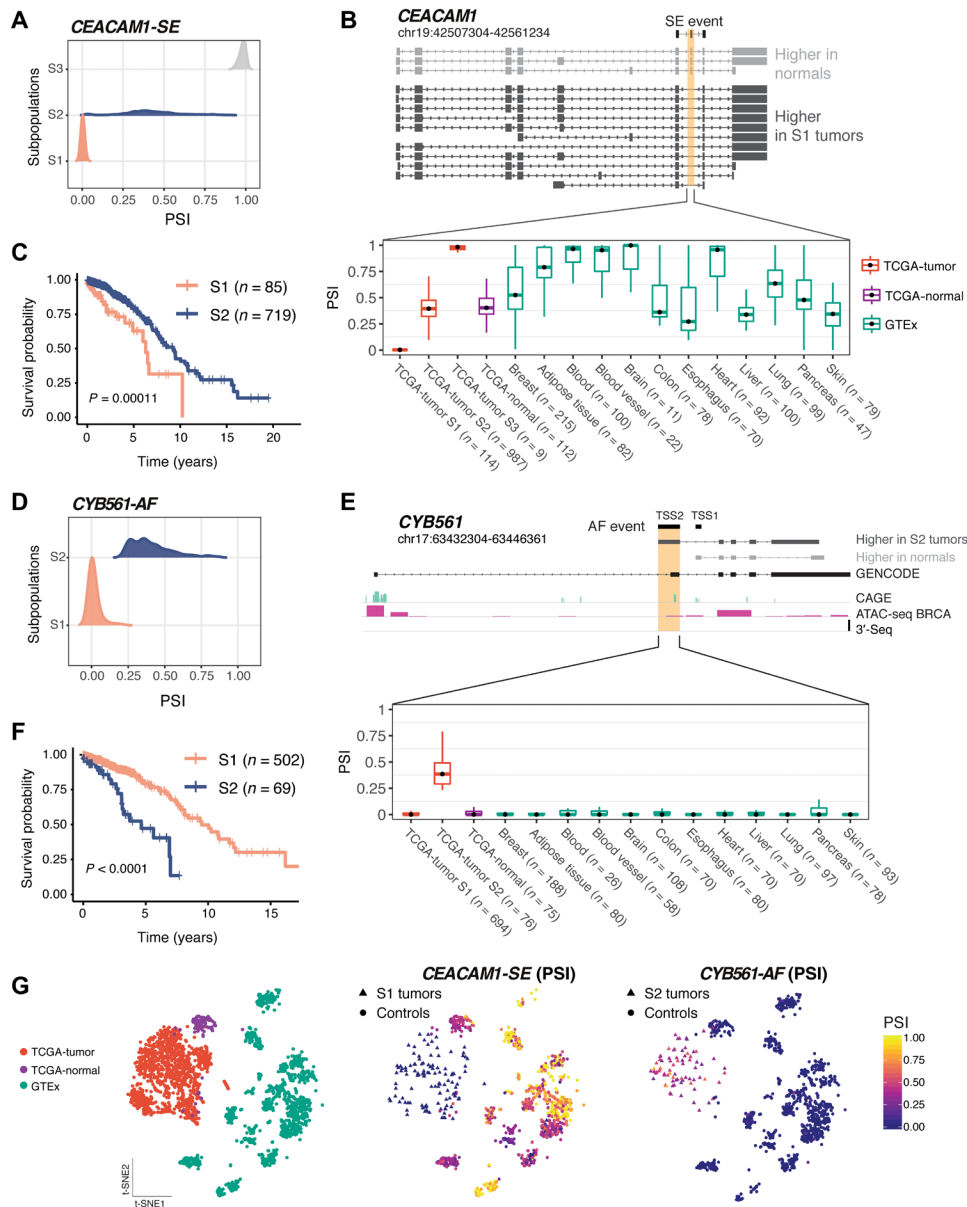 A
CEACAM1-SE
Subpopulations
S3
S2
S1
0.00
0.25
0.50
0.75
1.00
PSI
B
CEACAM1
chr19:42507304-42561234
SE event
Higher in
normals
Higher
in S1 tumors
PSI
1
0.75
0.5
0.25
0
TCGA-tumor
TCGA-normal
GTEx
TCGA-tumor S1 (n = 114)
TCGA-tumor S2 (n = 987)
TCGA-tumor S3 (n = 9)
TCGA-normal (n = 112)
Breast (n = 215)
Adipose tissue (n = 82)
Blood (n = 100)
Blood vessel (n = 22)
Brain (n = 11)
Colon (n = 78)
Esophagus (n = 70)
Heart (n = 92)
Liver (n = 100)
Lung (n = 99)
Pancreas (n = 47)
Skin (n = 79)
C
Survival probability
1.00
0.75
0.50
0.25
0.00
S1 (n = 85)
S2 (n = 719)
P = 0.00011
0
5
10
15
20
Time (years)
D
CYB561-AF
Subpopulations
S2
S1
0.00
0.25
0.50
0.75
1.00
PSI
E
CYB561
chr17:63432304-63446361
AF event
TSS2
TSS1
Higher in S2 tumors
Higher in normals
GENCODE
CAGE
ATAC-seq BRCA
3′-Seq
PSI
1
0.75
0.5
0.25
0
TCGA-tumor S1 (n = 694)
TCGA-tumor S2 (n = 76)
TCGA-normal (n = 75)
Breast (n = 188)
Adipose tissue (n = 80)
Blood (n = 26)
Blood vessel (n = 58)
Brain (n = 108)
Colon (n = 70)
Esophagus (n = 80)
Heart (n = 70)
Liver (n = 70)
Lung (n = 97)
Pancreas (n = 78)
Skin (n = 93)
F
Survival probability
1.00
0.75
0.50
0.25
0.00
S1 (n = 502)
S2 (n = 69)
P < 0.0001
0
5
10
15
Time (years)
G
TCGA-tumor
TCGA-normal
GTEx
t-SNE2
t-SNE1
CEACAM1-SE (PSI)
S1 tumors
Controls
CYB561-AF (PSI)
S2 tumors
Controls
PSI
1.00
0.75
0.50
0.25
0.00